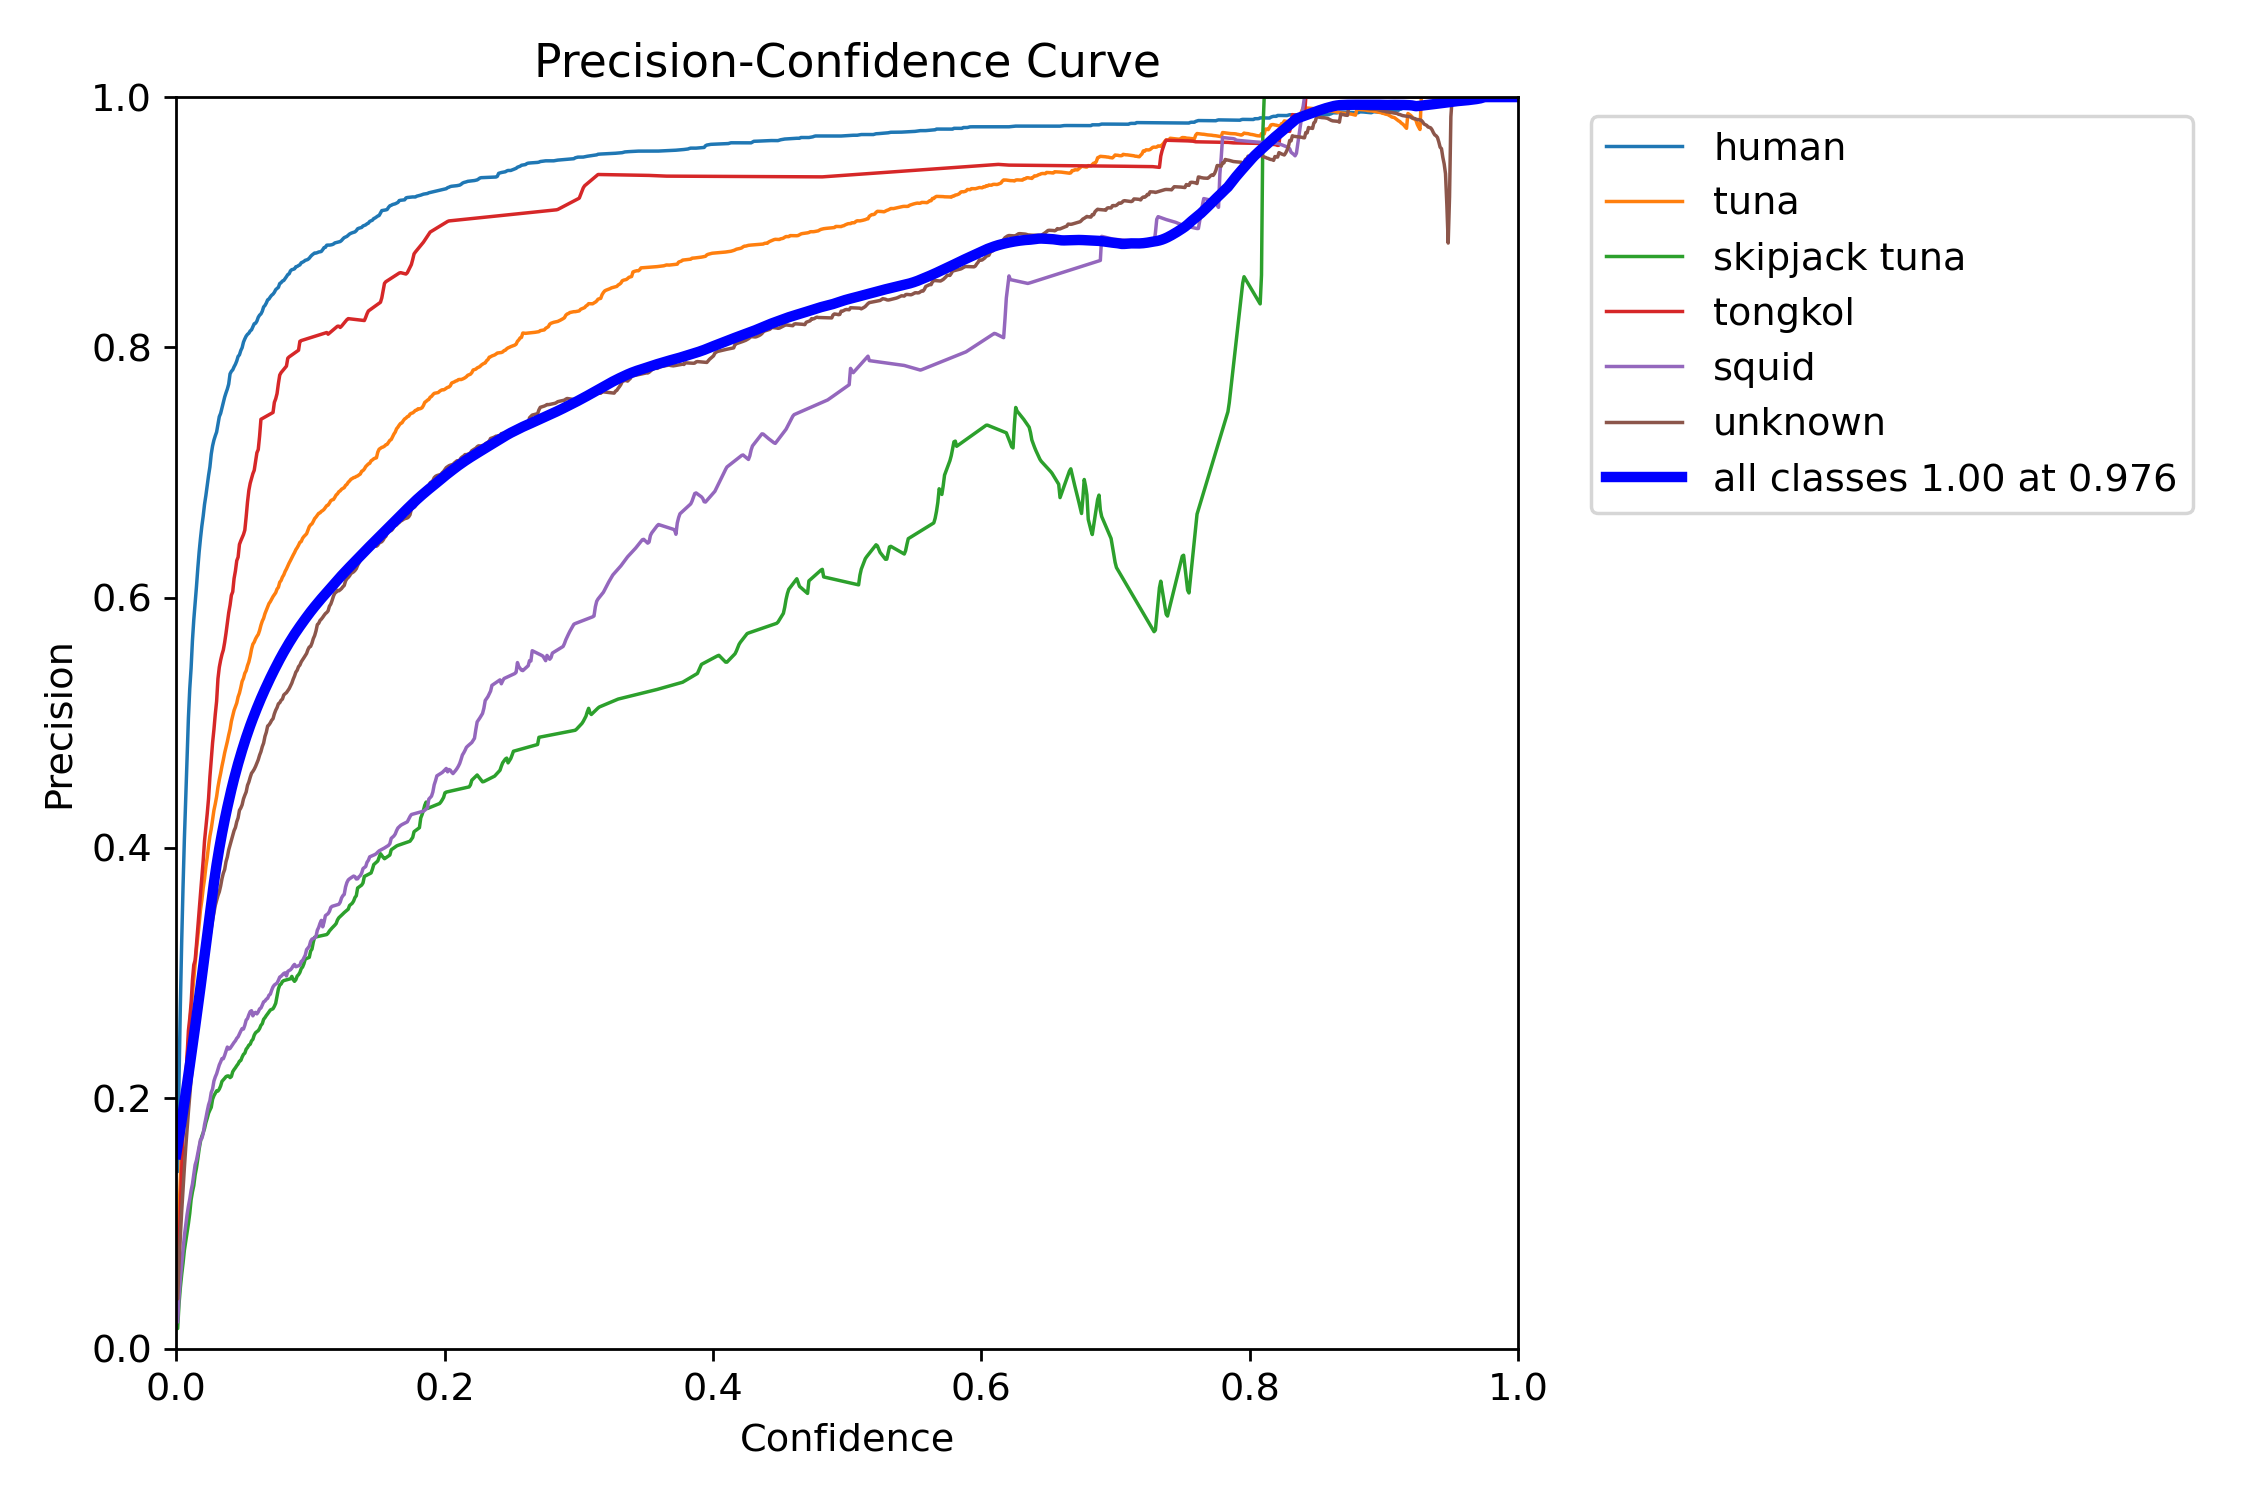 Precision-Confidence Curve
1.0
0.8
0.6
0.4
0.2
0.0
Precision
0.0
0.2
0.4
0.6
0.8
1.0
Confidence
human
tuna
skipjack tuna
tongkol
squid
unknown
all classes 1.00 at 0.976